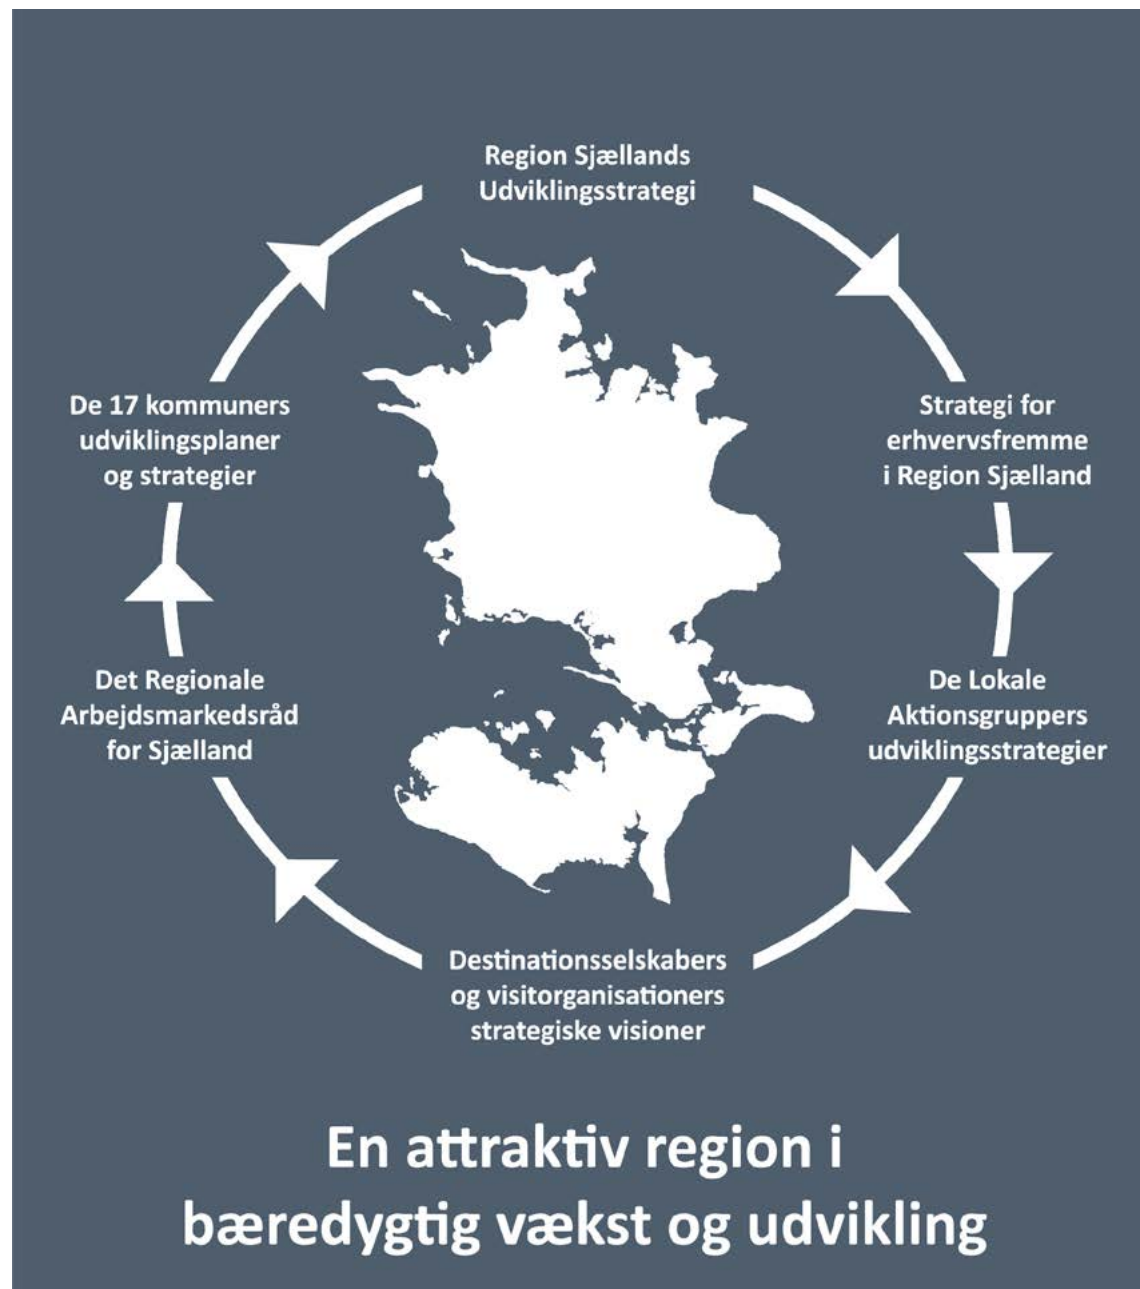 Region Sjællands
Udviklingsstrategi
Strategi for
erhvervsfremme
i Region Sjælland
De Lokale
Aktionsgruppers
udviklingsstrategier
Destinationsselskabers
og visitorganisationers
strategiske visioner
Det Regionale
Arbejdsmarkedsråd
for Sjælland
De 17 kommuners
udviklingsplaner
og strategier
En attraktiv region i
bæredygtig vækst og udvikling